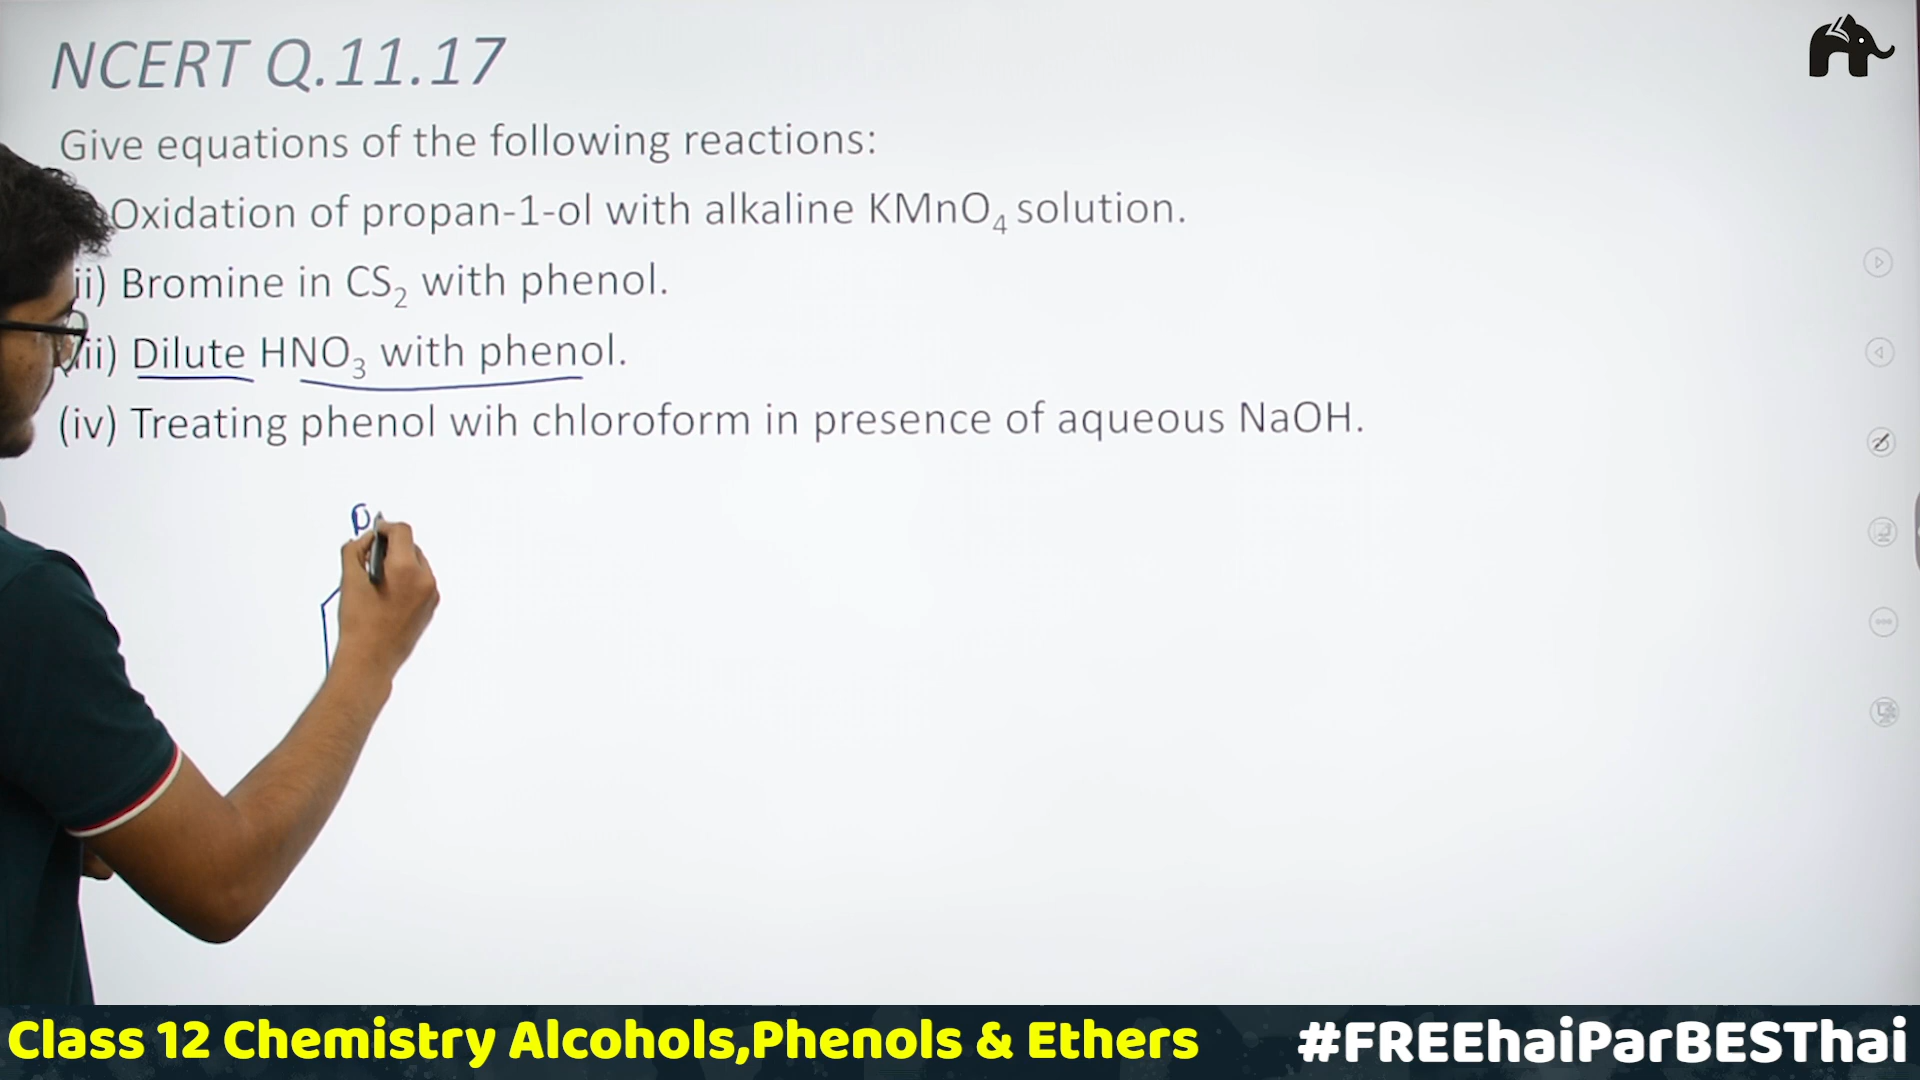 NCERT Q.11.17
Give equations of the following reactions:
Oxidation of propan-1-ol with alkaline KMnO₄ solution.
ii) Bromine in CS₂ with phenol.
(iii) Dilute HNO₃ with phenol.
(iv) Treating phenol wih chloroform in presence of aqueous NaOH.
Class 12 Chemistry Alcohols,Phenols & Ethers
#FREEhaiParBESThai